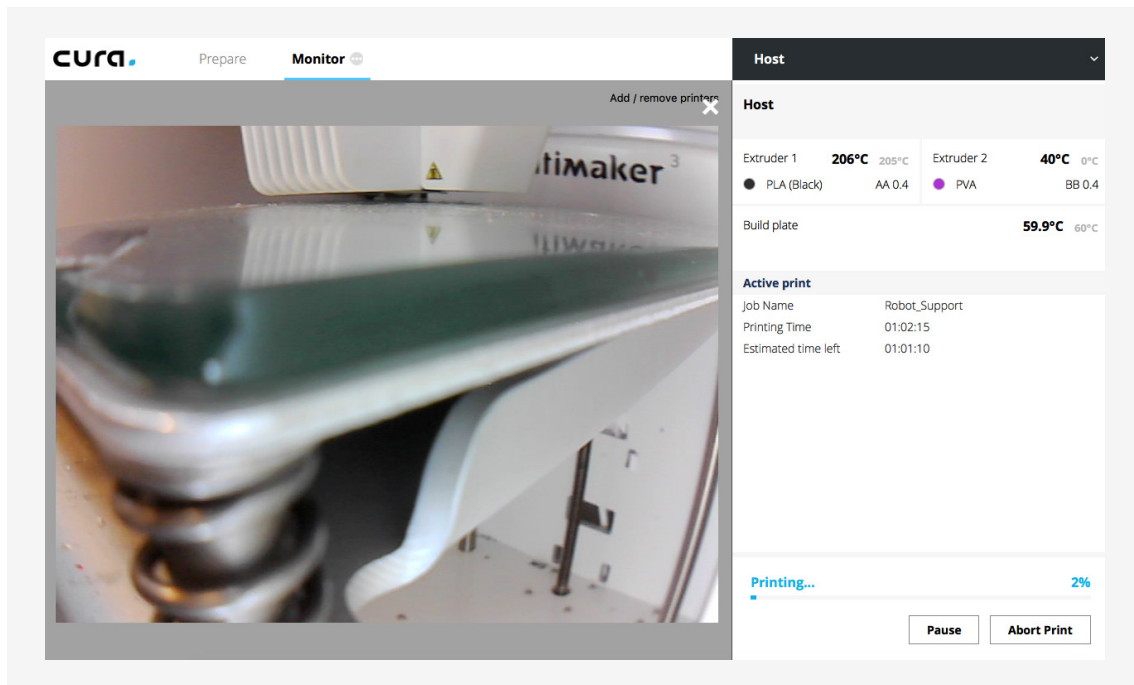 cura.
Prepare
Monitor
Host
Add / remove printers
timaker 3
Host
Extruder 1 206°C 205°C
PLA (Black) AA 0.4
Extruder 2 40°C 0°C
PVA BB 0.4
Build plate 59.9°C 60°C
Active print
Job Name Robot_Support
Printing Time 01:02:15
Estimated time left 01:01:10
Printing... 2%
Pause
Abort Print